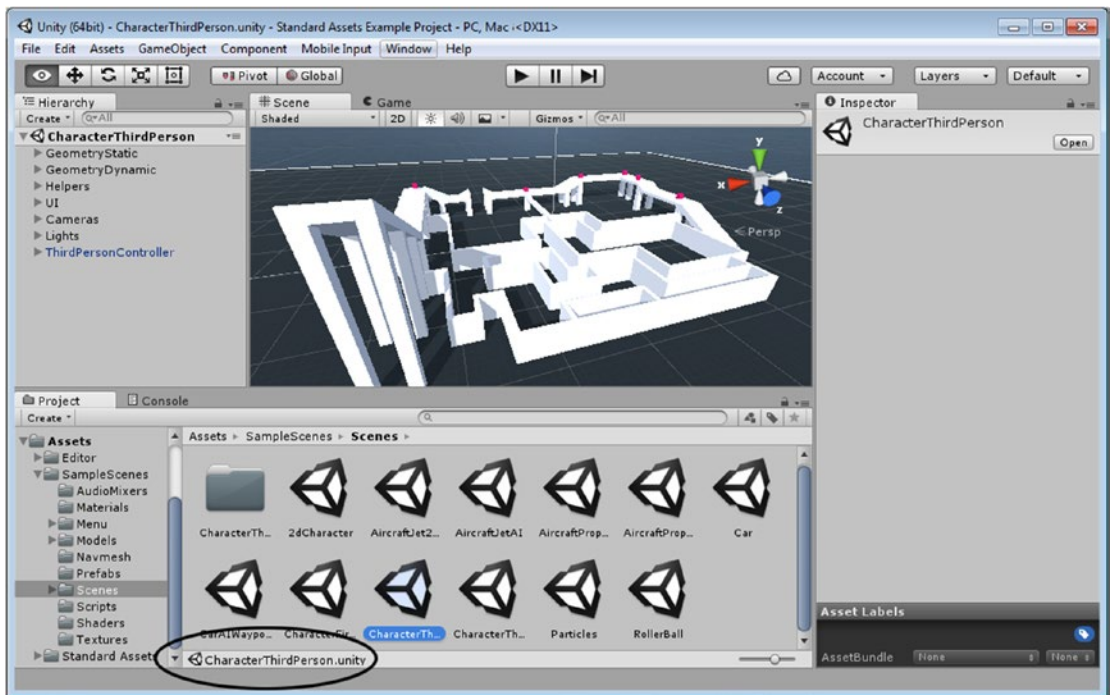 Unity (64bit) - CharacterThirdPerson.unity - Standard Assets Example Project - PC, Mac <DX11>
File Edit Assets GameObject Component Mobile Input Window Help
Pivot Global Account Layers Default
Hierarchy
Create All
CharacterThirdPerson
GeometryStatic
GeometryDynamic
Helpers
UI
Cameras
Lights
ThirdPersonController
Scene Game
Shaded 2D Gizmos All
y
x
z
Persp
Inspector
CharacterThirdPerson
Open
Project Console
Create
Assets
Editor
SampleScenes
AudioMixers
Materials
Menu
Models
Navmesh
Prefabs
Scenes
Scripts
Shaders
Textures
Standard Assets
Assets SampleScenes Scenes
CharacterTh... 2dCharacter AircraftJet2... AircraftJetAI AircraftProp... AircraftProp... Car
CarAIWaypo... CharacterFir... CharacterTh... CharacterTh... Particles RollerBall
CharacterThirdPerson.unity
Asset Labels
AssetBundle None None